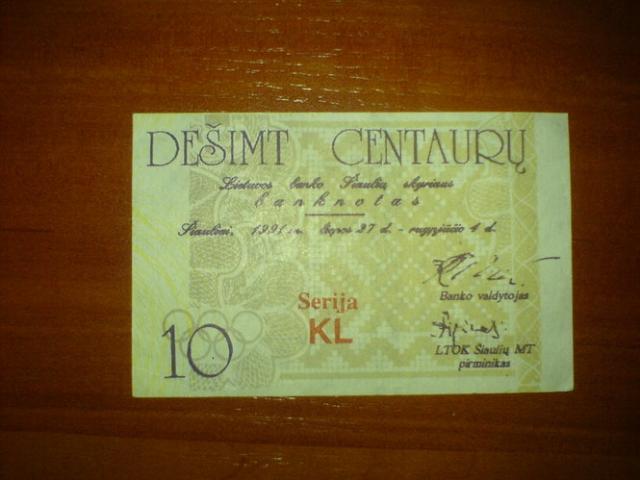 DEŠIMT CENTAURŲ
Lietuvos banko Šiaulių skyriaus
banknotas
Šiauliai, 1991 m. liepos 27 d. - rugpjūčio 4 d.
Banko valdytojas
Serija
KL
10
LTOK Šiaulių MT
pirmininkas